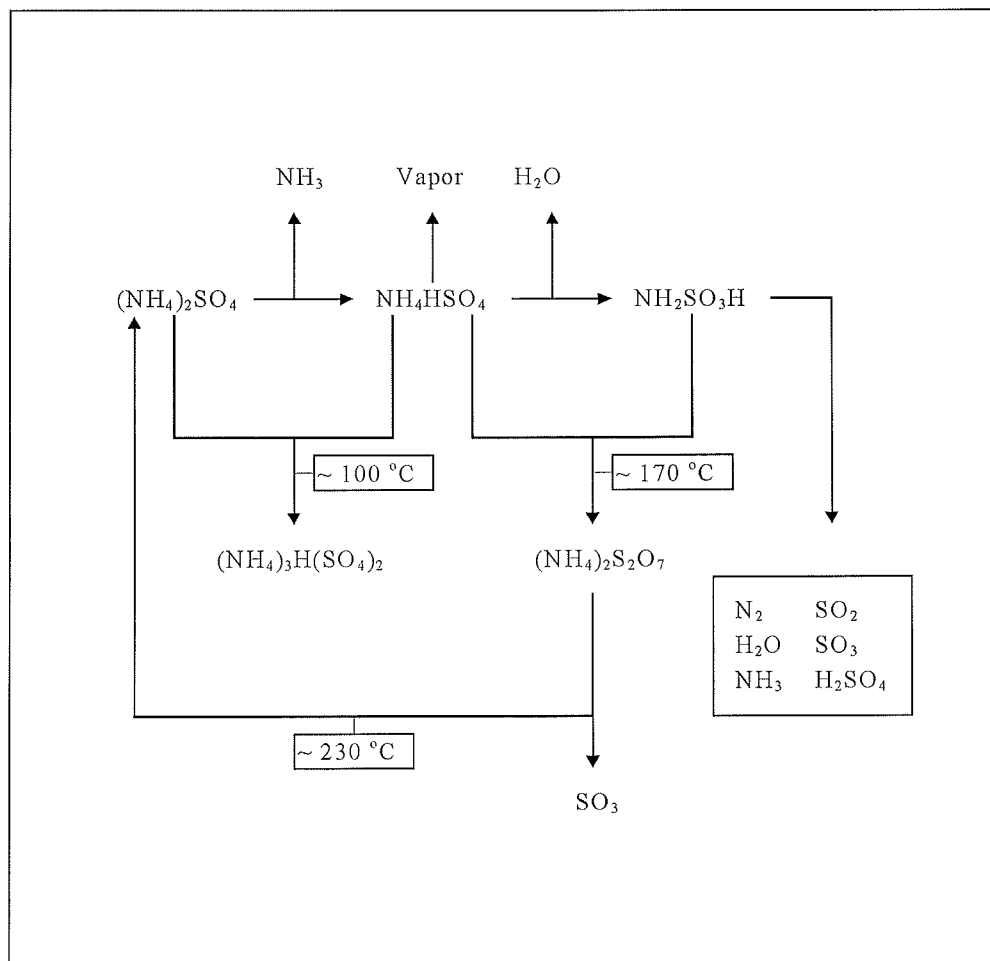 NH₃ Vapor H₂O
(NH₄)₂SO₄ NH₄HSO₄ NH₂SO₃H
~ 100 °C ~ 170 °C
(NH₄)₃H(SO₄)₂ (NH₄)₂S₂O₇
N₂ SO₂
H₂O SO₃
NH₃ H₂SO₄
~ 230 °C
SO₃